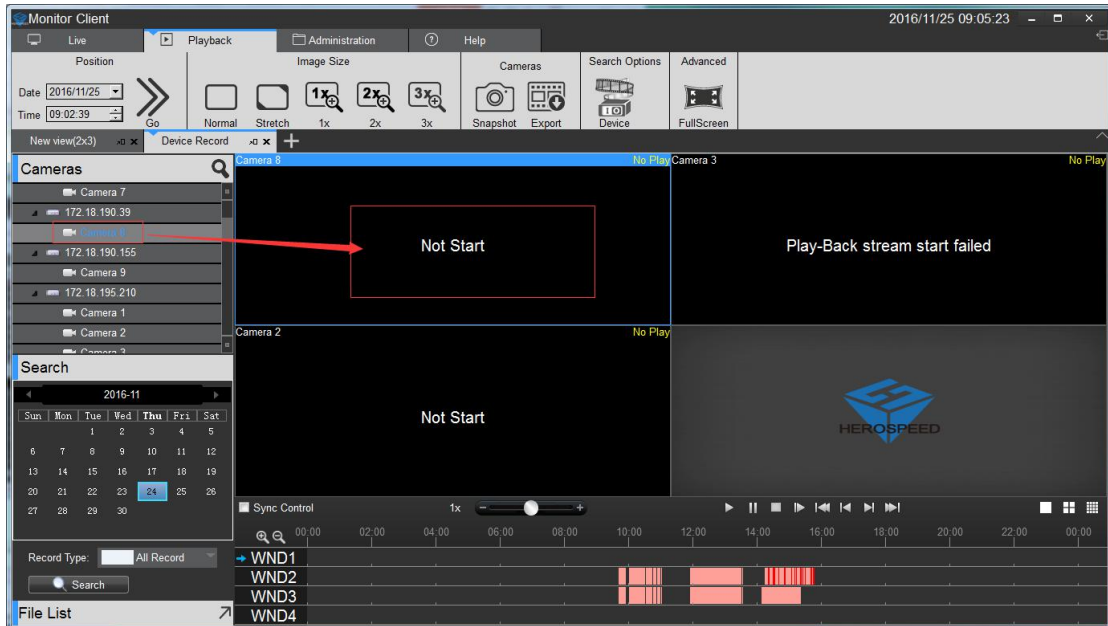 Monitor Client 2016/11/25 09:05:23
Live Playback Administration Help
Position Image Size Cameras Search Options Advanced
Date 2016/11/25
Time 09:02:39
Go Normal Stretch 1x 2x 3x Snapshot Export Device FullScreen
New view(2x3) Device Record
Cameras
Camera 7
172.18.190.39
Camera 8
172.18.190.155
Camera 9
172.18.195.210
Camera 1
Camera 2
Camera 3
Camera 8 No Play
Not Start
Camera 3 No Play
Play-Back stream start failed
Camera 2 No Play
Not Start
HEROSPEED
Search
2016-11
Sun Mon Tue Wed Thu Fri Sat
1 2 3 4 5
6 7 8 9 10 11 12
13 14 15 16 17 18 19
20 21 22 23 24 25 26
27 28 29 30
Record Type: All Record
Search
File List
Sync Control 1x
00:00 02:00 04:00 06:00 08:00 10:00 12:00 14:00 16:00 18:00 20:00 22:00 00:00
WND1
WND2
WND3
WND4